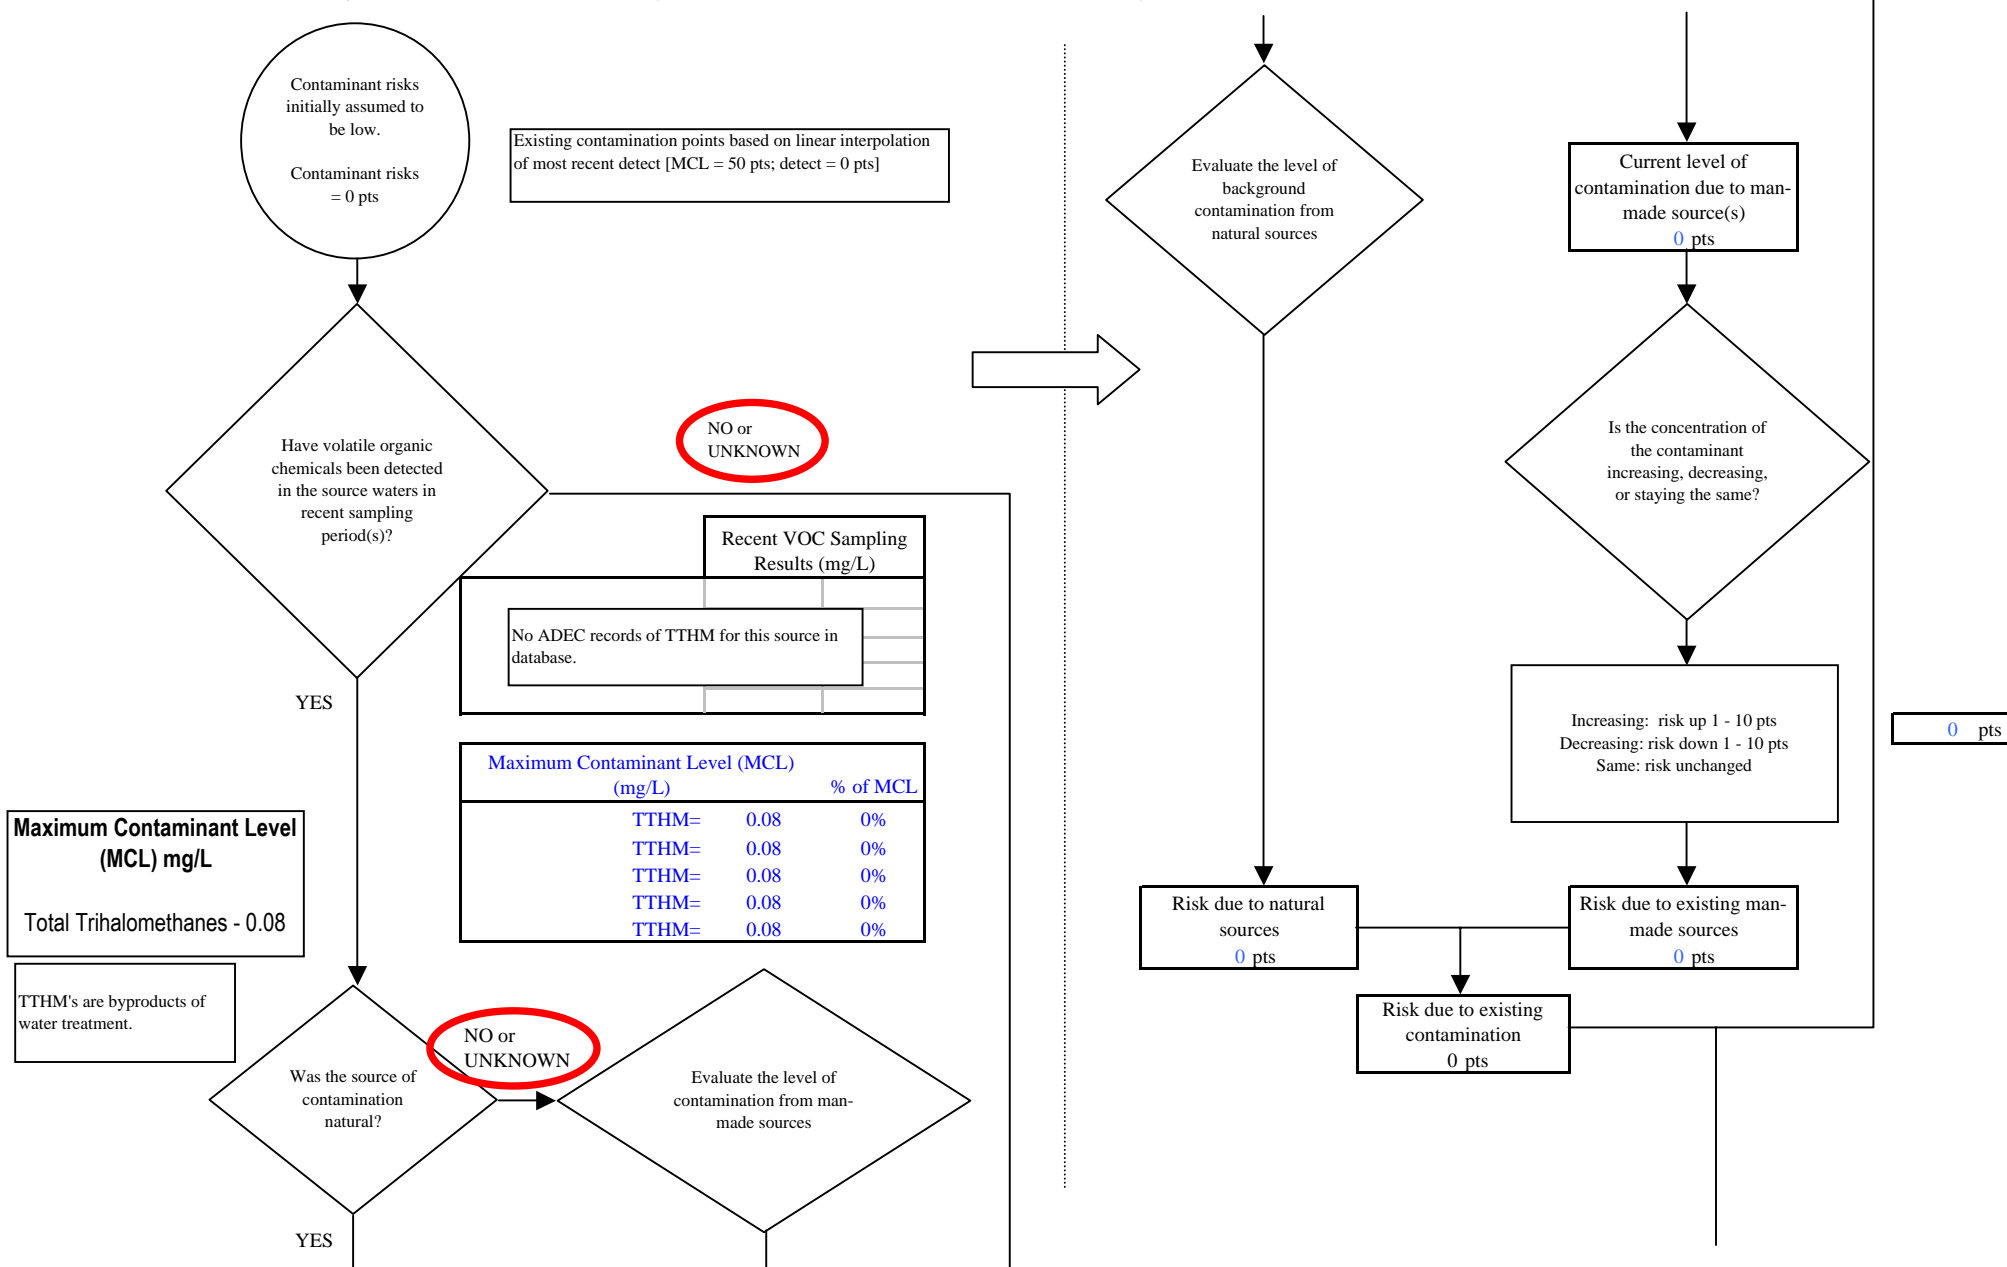 Contaminant risks
initially assumed to
be low.
Contaminant risks
= 0 pts
Existing contamination points based on linear interpolation
of most recent detect [MCL = 50 pts; detect = 0 pts]
Have volatile organic
chemicals been detected
in the source waters in
recent sampling
period(s)?
NO or
UNKNOWN
Recent VOC Sampling
Results (mg/L)
No ADEC records of TTHM for this source in
database.
YES
Maximum Contaminant Level (MCL)
(mg/L) % of MCL
TTHM= 0.08 0%
TTHM= 0.08 0%
TTHM= 0.08 0%
TTHM= 0.08 0%
TTHM= 0.08 0%
Maximum Contaminant Level
(MCL) mg/L
Total Trihalomethanes - 0.08
TTHM's are byproducts of
water treatment.
Was the source of
contamination
natural?
NO or
UNKNOWN
Evaluate the level of
contamination from man-
made sources
YES
Evaluate the level of
background
contamination from
natural sources
Current level of
contamination due to man-
made source(s)
0 pts
Is the concentration of
the contaminant
increasing, decreasing,
or staying the same?
Increasing: risk up 1 - 10 pts
Decreasing: risk down 1 - 10 pts
Same: risk unchanged
0 pts
Risk due to natural
sources
0 pts
Risk due to existing man-
made sources
0 pts
Risk due to existing
contamination
0 pts